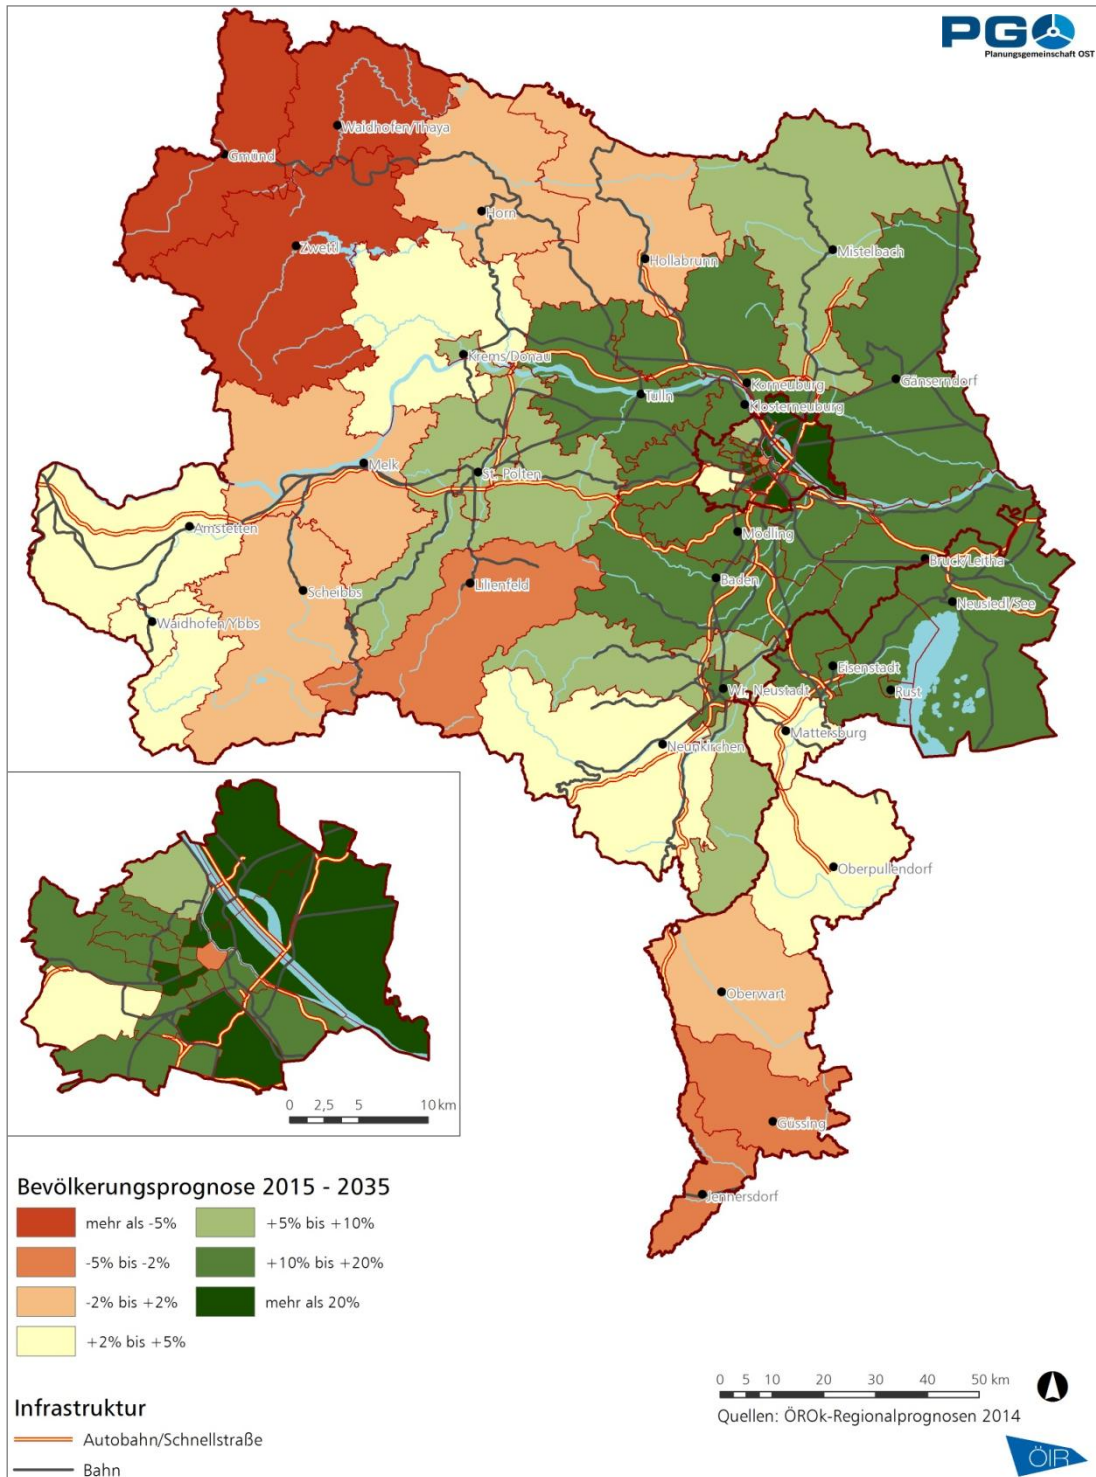 PGO
Planungsgemeinschaft OST
Waidhofen/Thaya
Gmünd
Horn
Zwettl
Hollabrunn
Mistelbach
Krems/Donau
Tulln
Korneuburg
Klosterneuburg
Gänserndorf
Melk
St. Pölten
Amstetten
Mödling
Bruck/Leitha
Baden
Scheibbs
Lilienfeld
Neusiedl/See
Waidhofen/Ybbs
Eisenstadt
Wr. Neustadt
Rust
Mattersburg
Neunkirchen
Oberpullendorf
Oberwart
Güssing
Jennersdorf
0 2,5 5 10 km
Bevölkerungsprognose 2015 - 2035
mehr als -5% +5% bis +10%
-5% bis -2% +10% bis +20%
-2% bis +2% mehr als 20%
+2% bis +5%
Infrastruktur
Autobahn/Schnellstraße
Bahn
0 5 10 20 30 40 50 km
Quellen: ÖROk-Regionalprognosen 2014
ÖIR